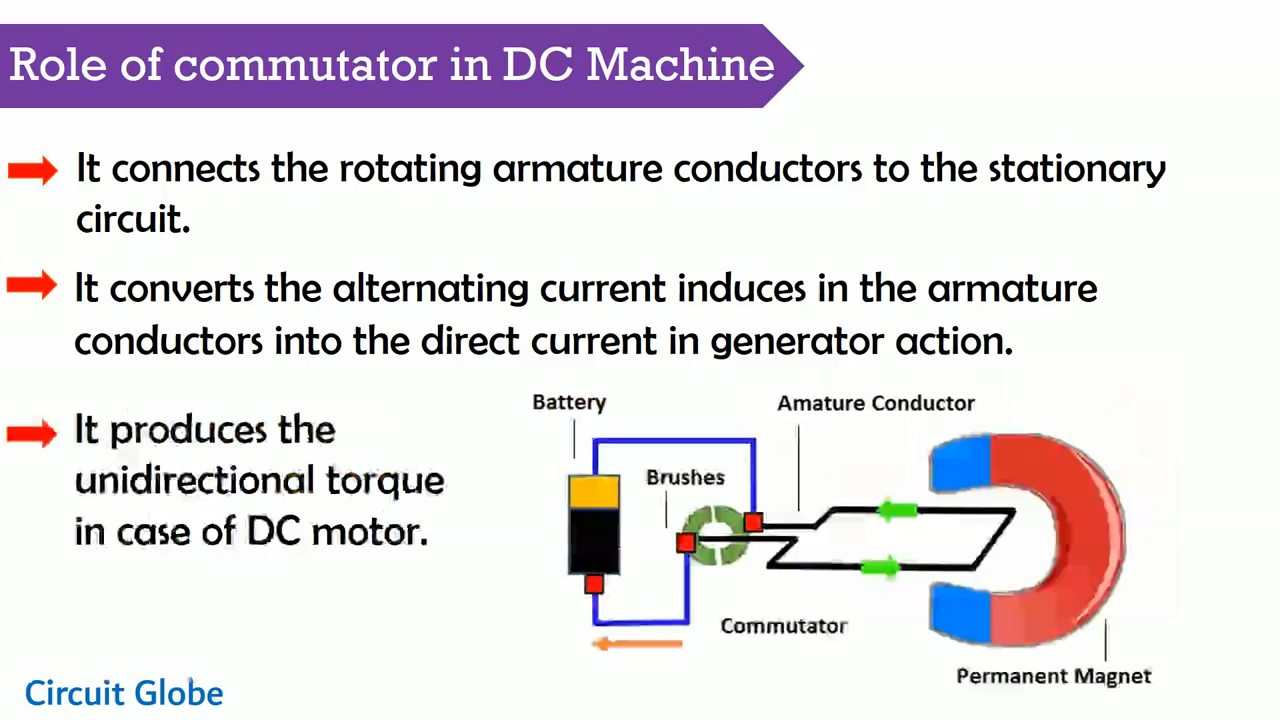 Role of commutator in DC Machine
It connects the rotating armature conductors to the stationary
circuit.
It converts the alternating current induces in the armature
conductors into the direct current in generator action.
It produces the
unidirectional torque
in case of DC motor.
Battery
Amature Conductor
Brushes
Commutator
Permanent Magnet
Circuit Globe